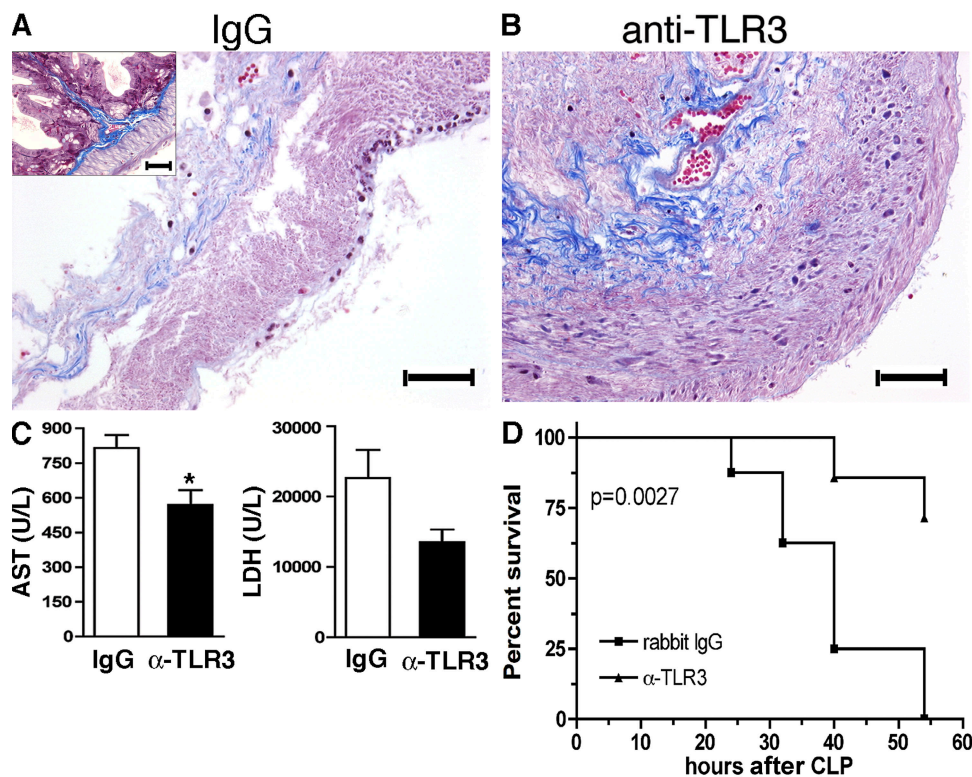 A IgG
B anti-TLR3
C
AST (U/L)
900
750
600
450
300
150
0
*
IgG α-TLR3
LDH (U/L)
30000
20000
10000
0
IgG α-TLR3
D
Percent survival
100
75
50
25
0
p=0.0027
rabbit IgG
α-TLR3
0 10 20 30 40 50 60
hours after CLP